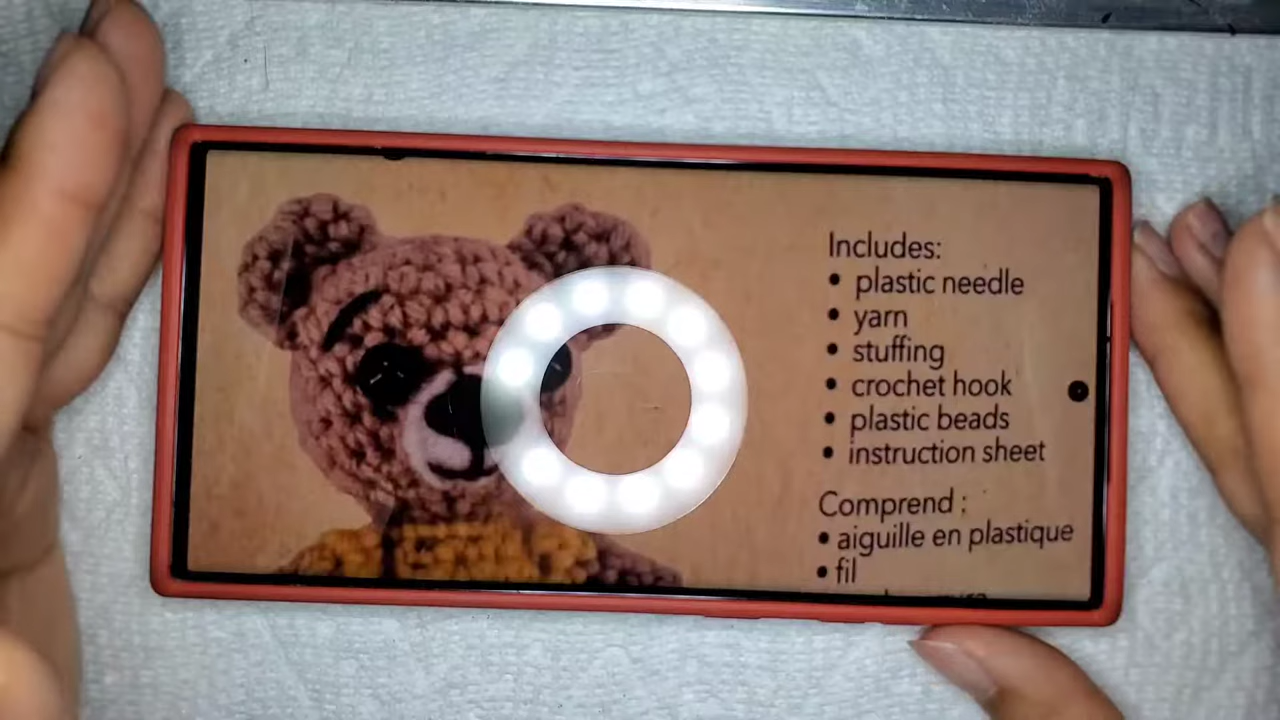 Includes:
• plastic needle
• yarn
• stuffing
• crochet hook
• plastic beads
• instruction sheet
Comprend :
• aiguille en plastique
• fil